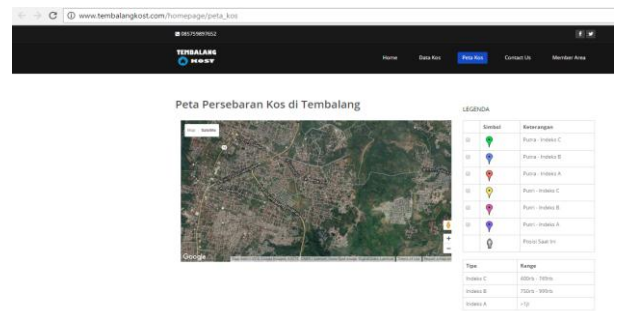 www.tembalangkost.com/homepage/peta_kos
TEMBALANG
KOST
Home Data Kos Peta Kos Contact Us Member Area
Peta Persebaran Kos di Tembalang
LEGENDA
Simbol Keterangan
Putra - Indeks C
Putra - Indeks B
Putra - Indeks A
Putri - Indeks C
Putri - Indeks B
Putri - Indeks A
Posisi Saat Ini
Map Satellite
Google
Tipe Range
Indeks C
Indeks B
Indeks A